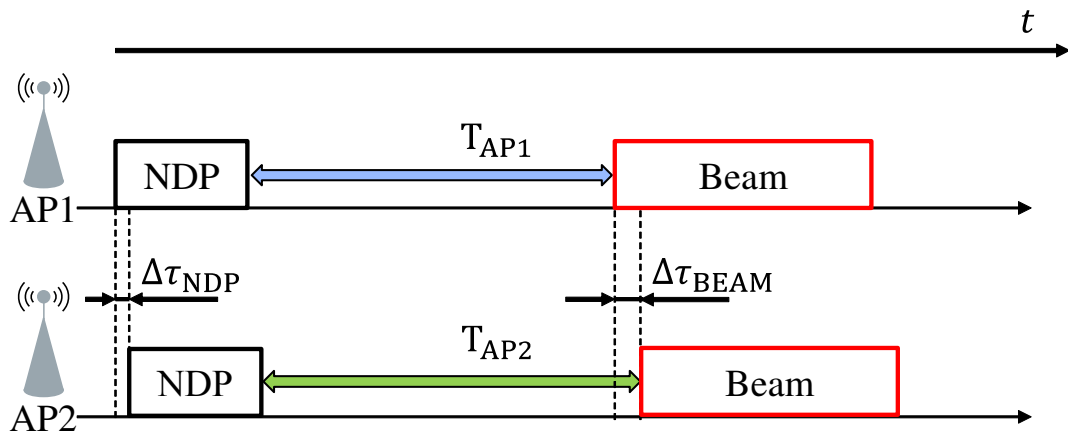 t
T_AP1
NDP
Beam
AP1
Δτ_NDP
Δτ_BEAM
T_AP2
NDP
Beam
AP2